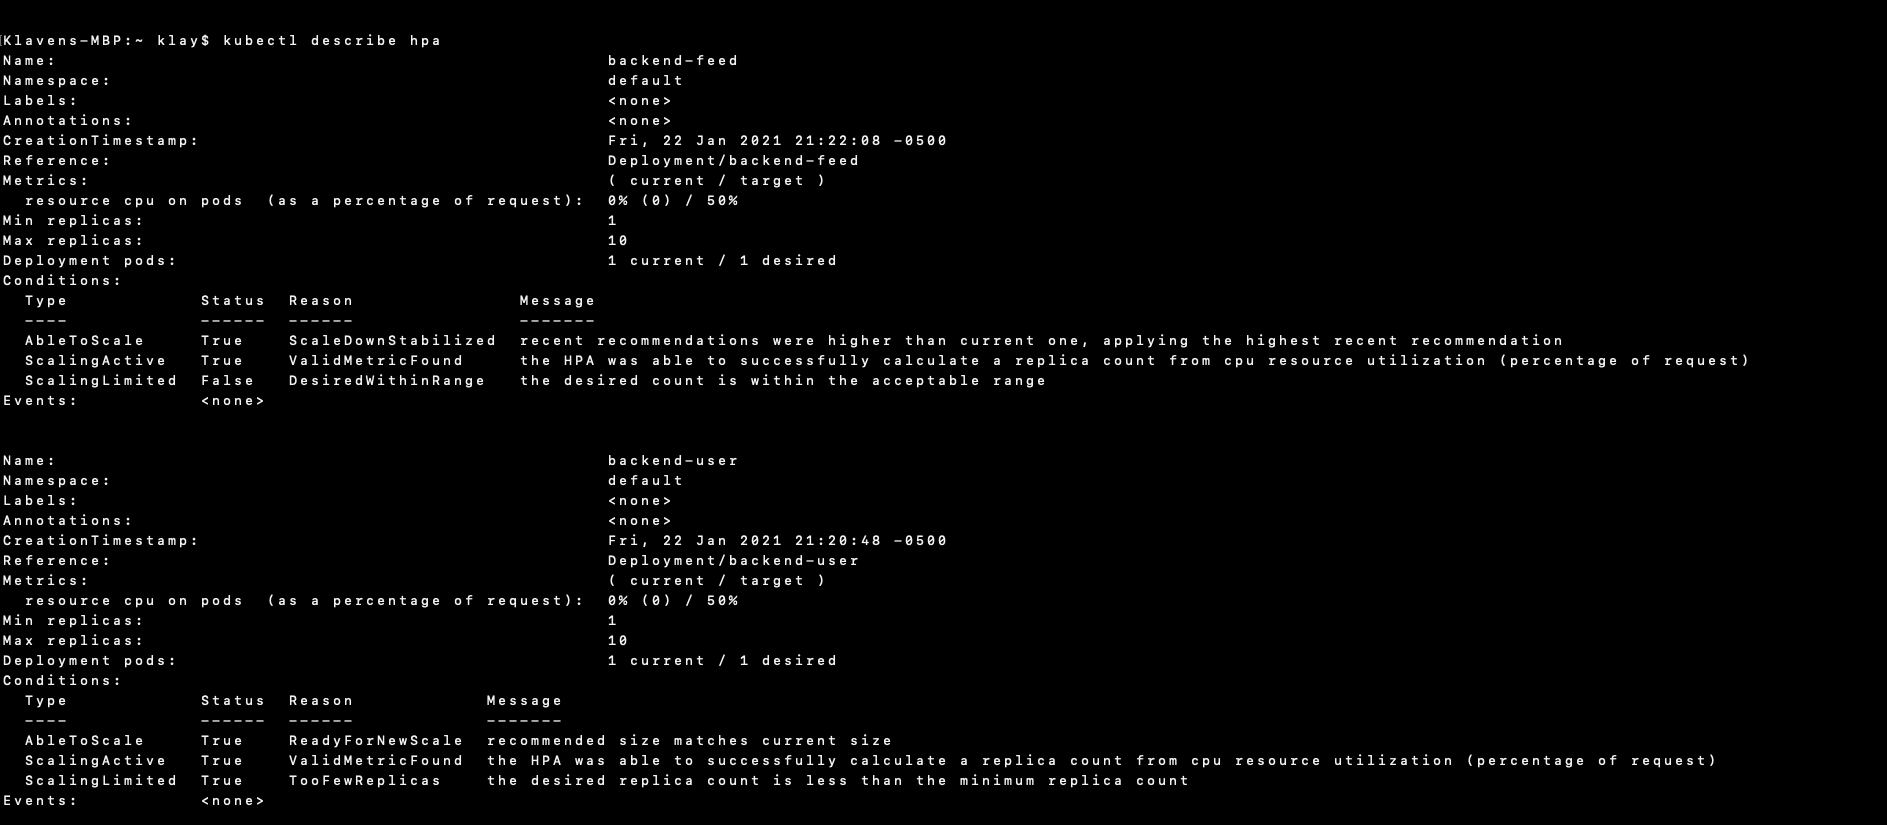 Klavens-MBP:~ klay$ kubectl describe hpa
Name:                                                  backend-feed
Namespace:                                             default
Labels:                                                <none>
Annotations:                                           <none>
CreationTimestamp:                                     Fri, 22 Jan 2021 21:22:08 -0500
Reference:                                             Deployment/backend-feed
Metrics:                                               ( current / target )
  resource cpu on pods  (as a percentage of request):  0% (0) / 50%
Min replicas:                                          1
Max replicas:                                          10
Deployment pods:                                       1 current / 1 desired
Conditions:
  Type            Status  Reason               Message
  ----            ------  ------               -------
  AbleToScale     True    ScaleDownStabilized  recent recommendations were higher than current one, applying the highest recent recommendation
  ScalingActive   True    ValidMetricFound     the HPA was able to successfully calculate a replica count from cpu resource utilization (percentage of request)
  ScalingLimited  False   DesiredWithinRange   the desired count is within the acceptable range
Events:           <none>
Name:                                                  backend-user
Namespace:                                             default
Labels:                                                <none>
Annotations:                                           <none>
CreationTimestamp:                                     Fri, 22 Jan 2021 21:20:48 -0500
Reference:                                             Deployment/backend-user
Metrics:                                               ( current / target )
  resource cpu on pods  (as a percentage of request):  0% (0) / 50%
Min replicas:                                          1
Max replicas:                                          10
Deployment pods:                                       1 current / 1 desired
Conditions:
  Type            Status  Reason            Message
  ----            ------  ------            -------
  AbleToScale     True    ReadyForNewScale  recommended size matches current size
  ScalingActive   True    ValidMetricFound  the HPA was able to successfully calculate a replica count from cpu resource utilization (percentage of request)
  ScalingLimited  True    TooFewReplicas    the desired replica count is less than the minimum replica count
Events:           <none>